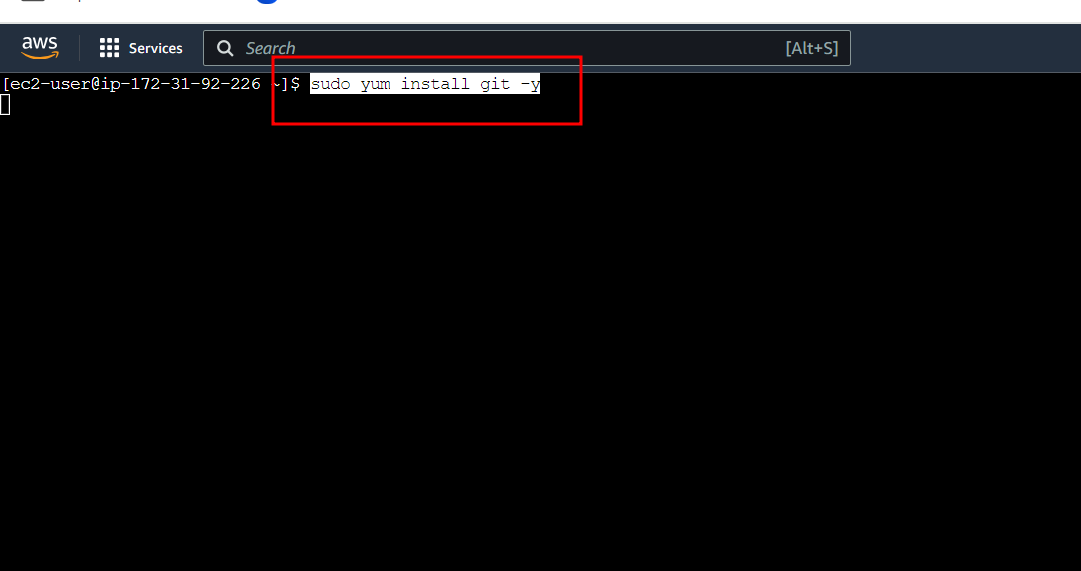 aws Services Search [Alt+S]
[ec2-user@ip-172-31-92-226 ~]$ sudo yum install git -y